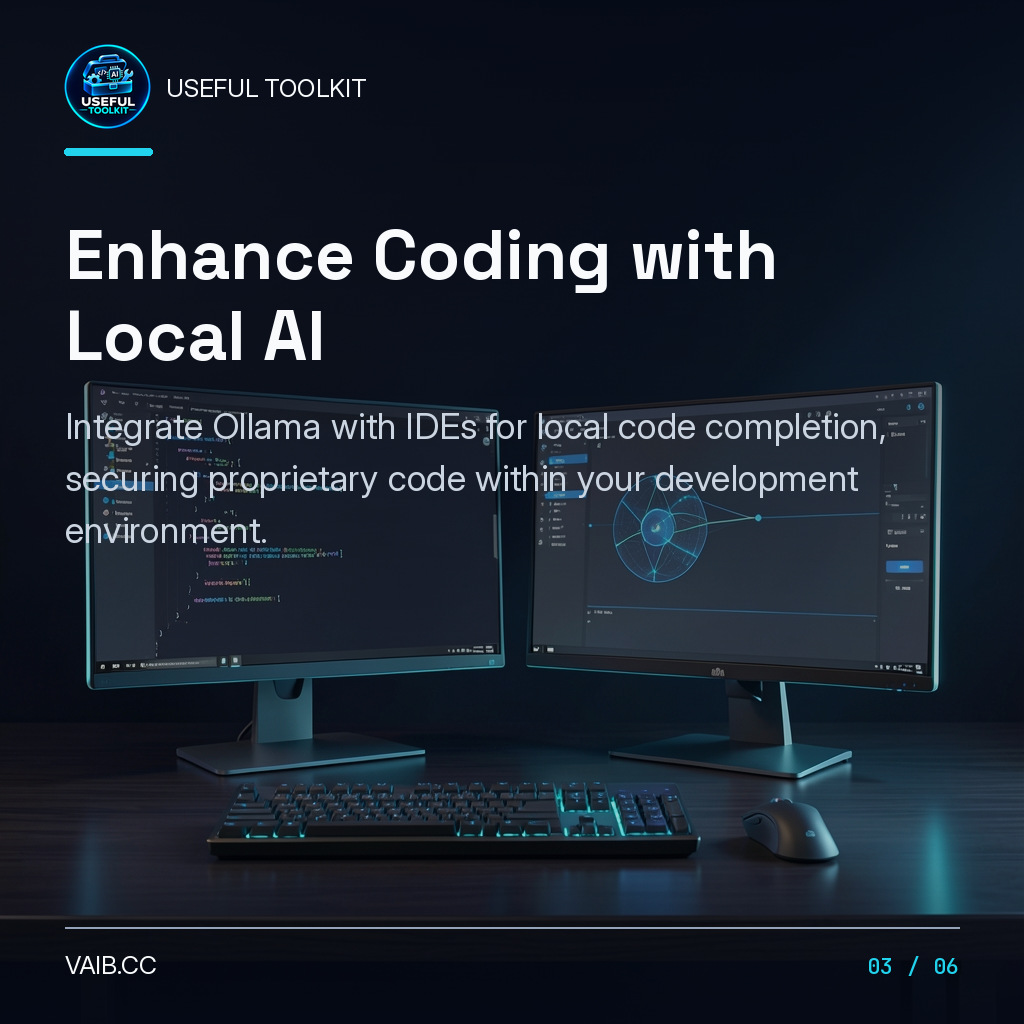 USEFUL
TOOLKIT
AI
USEFUL TOOLKIT
Enhance Coding with
Local AI
Integrate Ollama with IDEs for local code completion,
securing proprietary code within your development
environment.
VAIB.CC
03 / 06